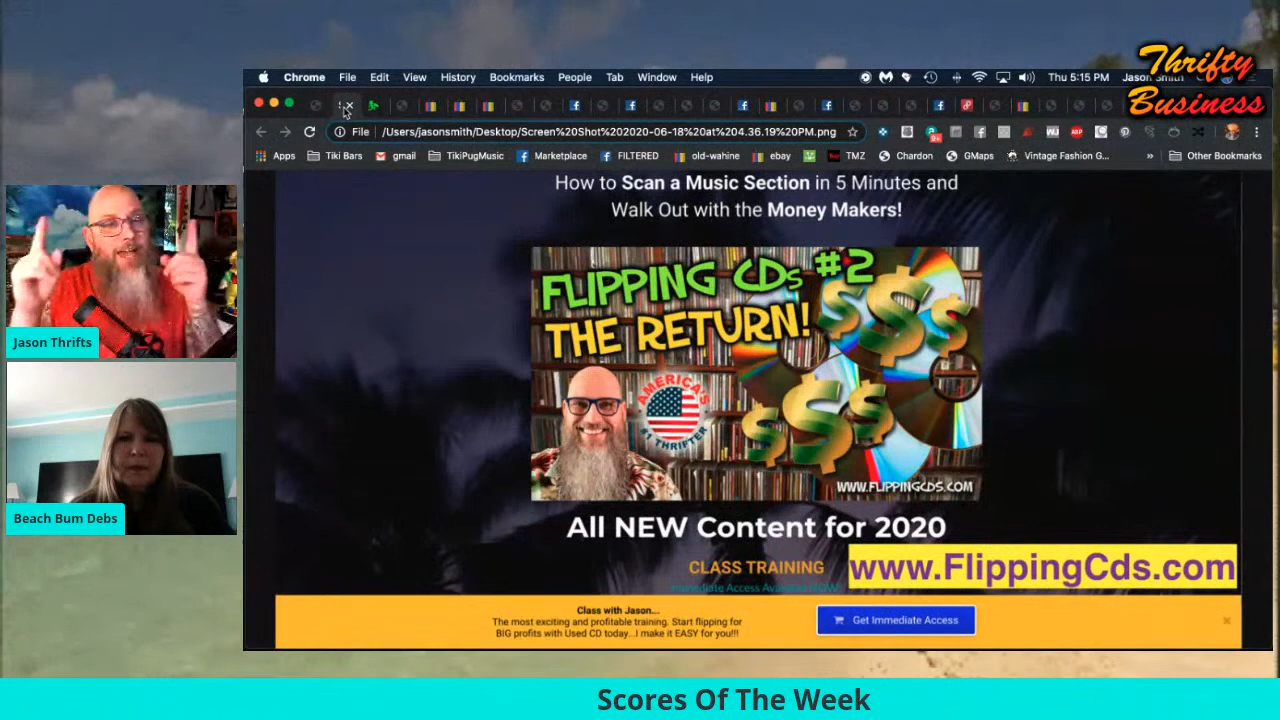 Thrifty
Business
Chrome File Edit View History Bookmarks People Tab Window Help
Thu 5:15 PM Jason Smith
File /Users/jasonsmith/Desktop/Screen%20Shot%202020-06-18%20at%204.36.19%20PM.png
Apps Tiki Bars gmail TikiPugMusic Marketplace FILTERED old-wahine ebay TMZ Chardon GMaps Vintage Fashion G... » Other Bookmarks
How to Scan a Music Section in 5 Minutes and
Walk Out with the Money Makers!
FLIPPING CDs #2
THE RETURN!
AMERICA'S
#1 THRIFTER
WWW.FLIPPINGCDS.COM
All NEW Content for 2020
CLASS TRAINING
www.FlippingCds.com
Immediate Access Available NOW
Class with Jason...
The most exciting and profitable training. Start flipping for
BIG profits with Used CD today...I make it EASY for you!!!
Get Immediate Access
Jason Thrifts
Beach Bum Debs
Scores Of The Week